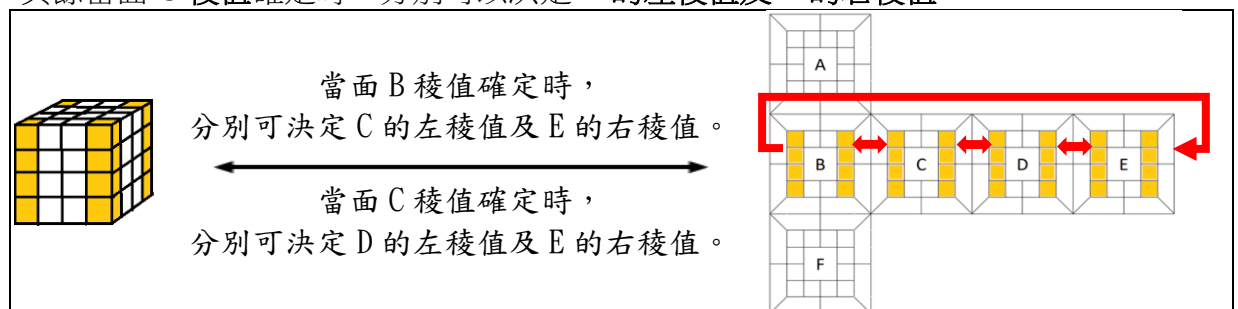 當面 B 稜值確定時，
分別可決定 C 的左稜值及 E 的右稜值。
當面 C 稜值確定時，
分別可決定 D 的左稜值及 E 的右稜值。
A
B C D E
F